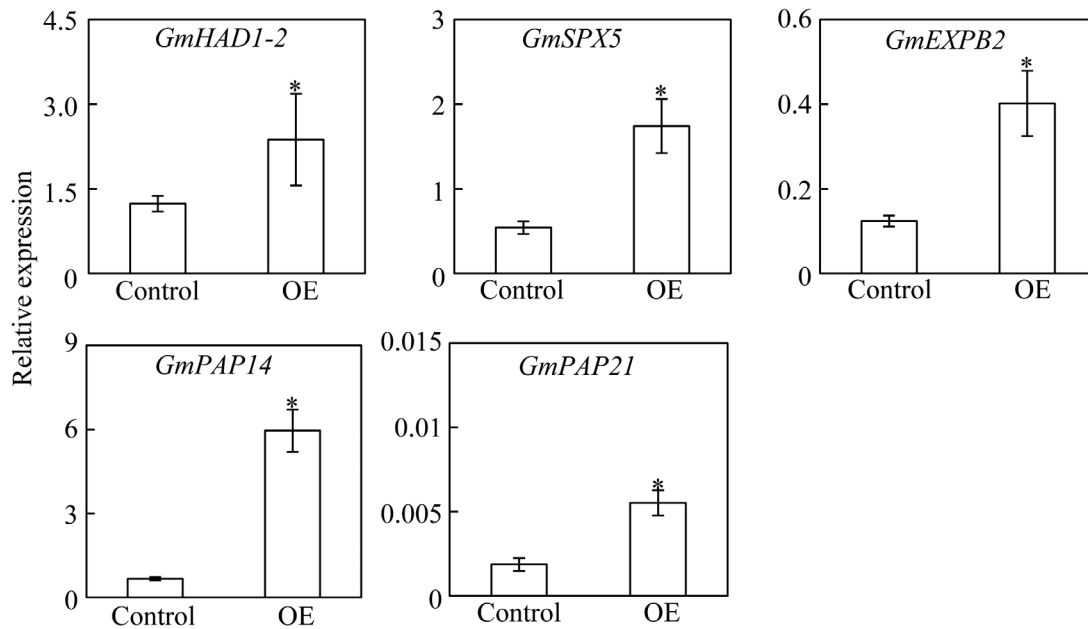 Relative expression
4.5
3.0
1.5
0
GmHAD1-2
*
Control OE
3
2
1
0
GmSPX5
*
Control OE
0.6
0.4
0.2
0
GmEXPB2
*
Control OE
9
6
3
0
GmPAP14
*
Control OE
0.015
0.01
0.005
0
GmPAP21
*
Control OE